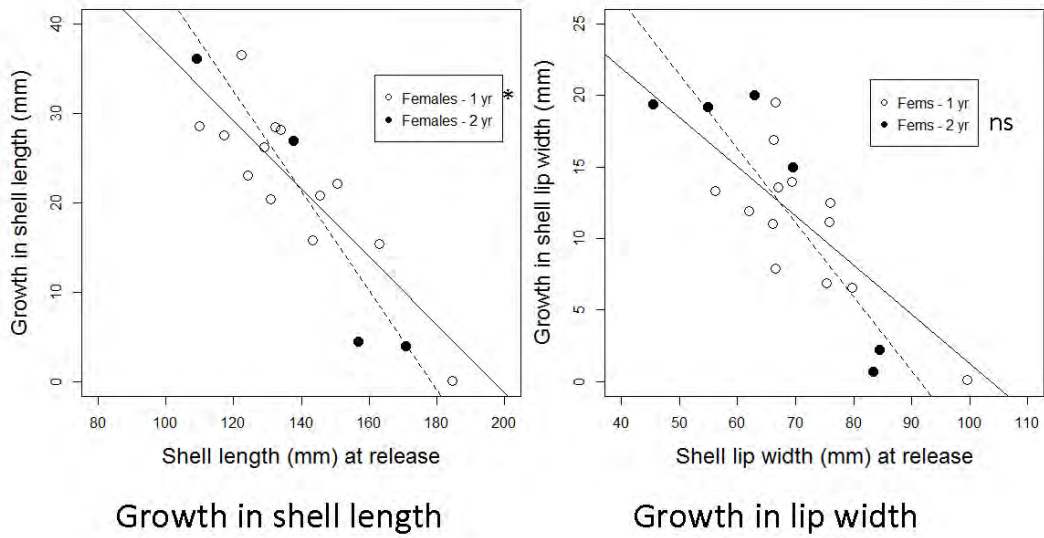 Growth in shell length (mm)
0 10 20 30 40
Females - 1 yr *
Females - 2 yr
80 100 120 140 160 180 200
Shell length (mm) at release
Growth in shell length
Growth in shell lip width (mm)
0 5 10 15 20 25
Fems - 1 yr
Fems - 2 yr
ns
40 50 60 70 80 90 100 110
Shell lip width (mm) at release
Growth in lip width